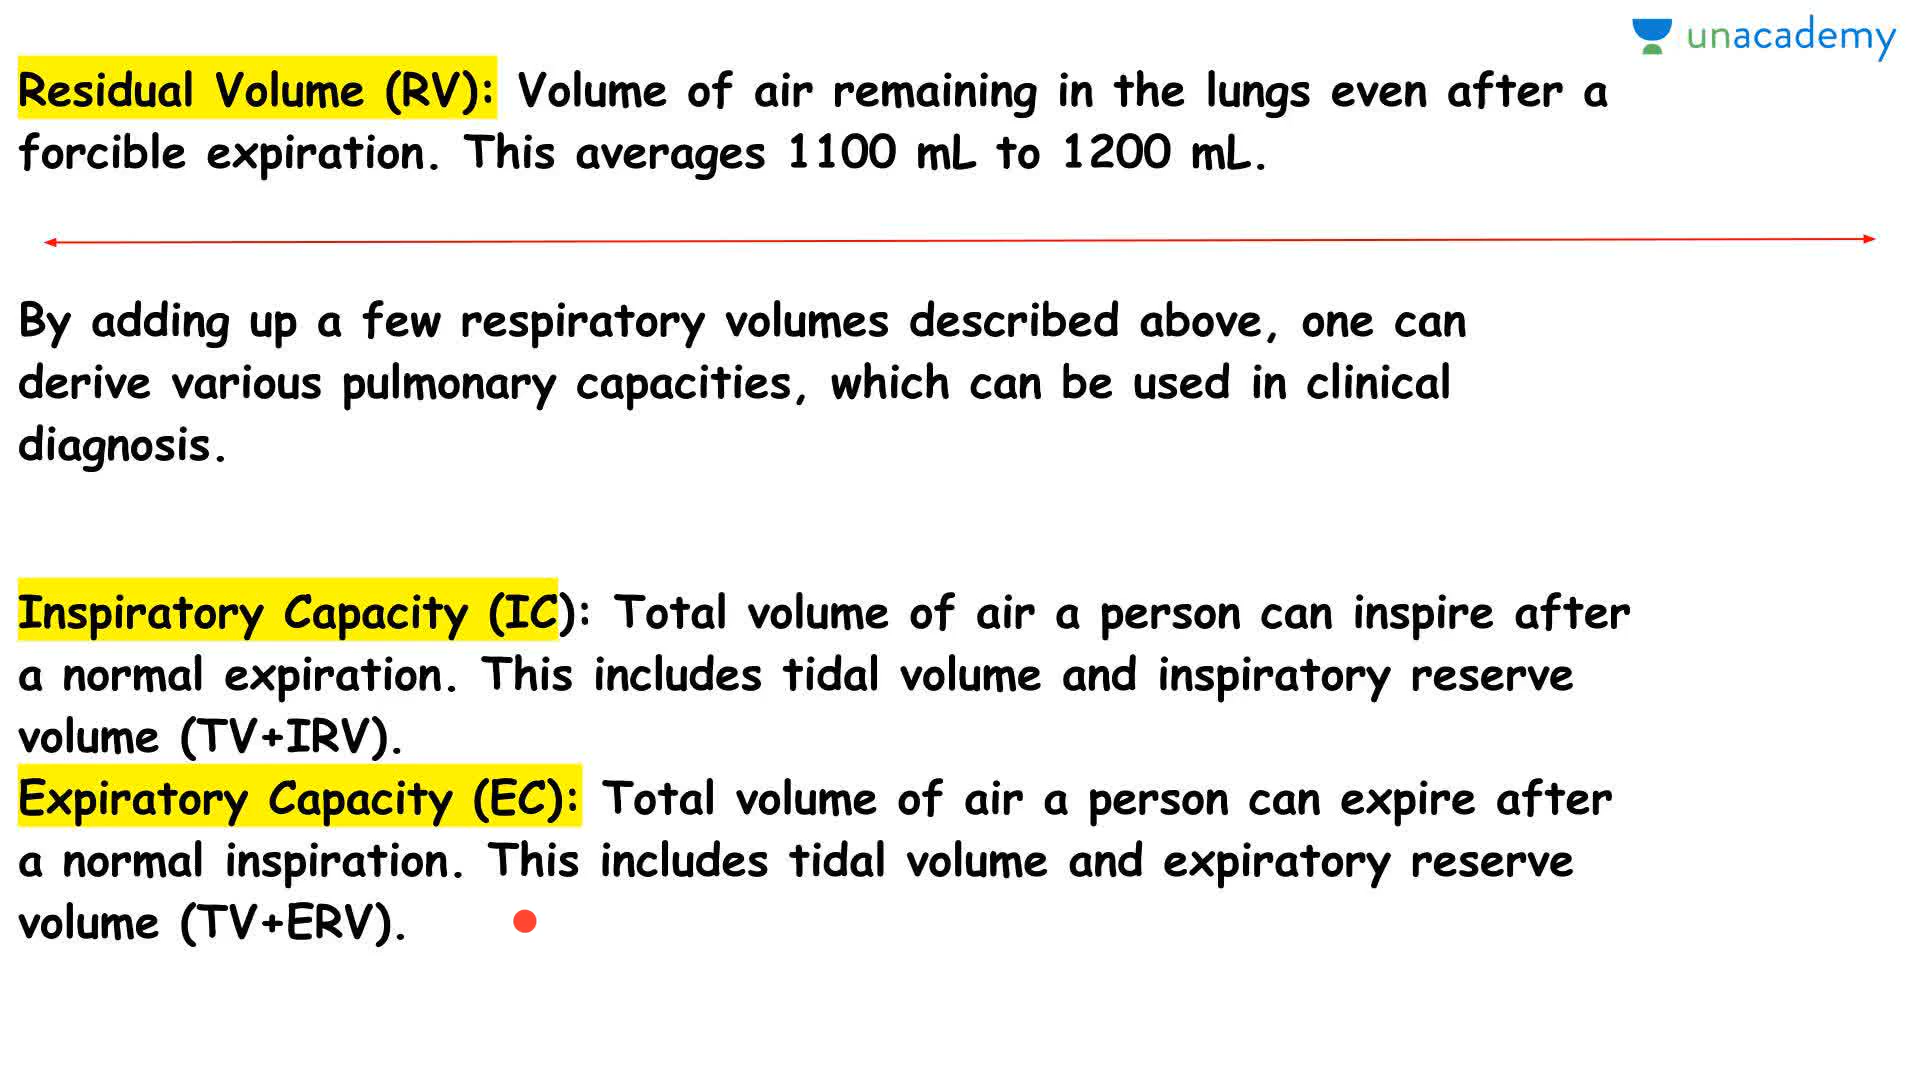 unacademy
Residual Volume (RV): Volume of air remaining in the lungs even after a
forcible expiration. This averages 1100 mL to 1200 mL.
By adding up a few respiratory volumes described above, one can
derive various pulmonary capacities, which can be used in clinical
diagnosis.
Inspiratory Capacity (IC): Total volume of air a person can inspire after
a normal expiration. This includes tidal volume and inspiratory reserve
volume (TV+IRV).
Expiratory Capacity (EC): Total volume of air a person can expire after
a normal inspiration. This includes tidal volume and expiratory reserve
volume (TV+ERV).